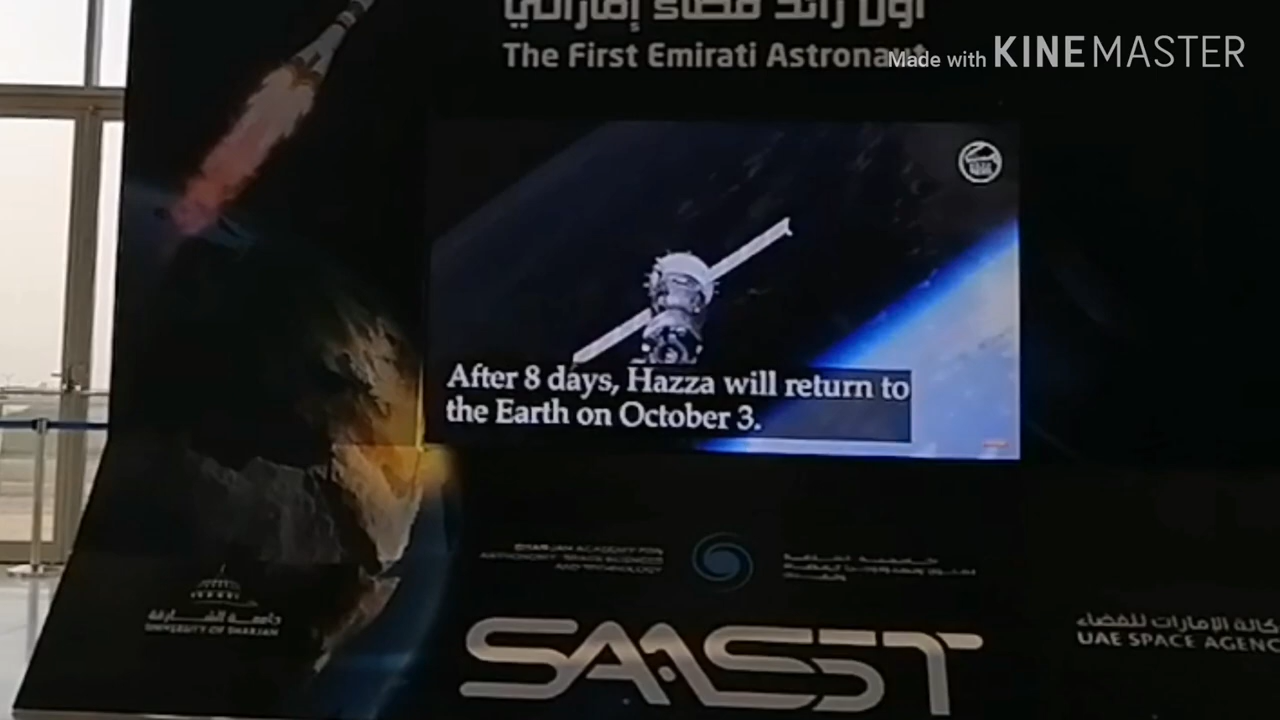 أول رائد فضاء إماراتي
The First Emirati Astronaut
Made with KINEMASTER
After 8 days, Hazza will return to
the Earth on October 3.
SHARJAH ACADEMY FOR
ASTRONOMY, SPACE SCIENCES
AND TECHNOLOGY
جامعة الشارقة
UNIVERSITY OF SHARJAH
SAASST
كالة الإمارات للفضاء
UAE SPACE AGENC